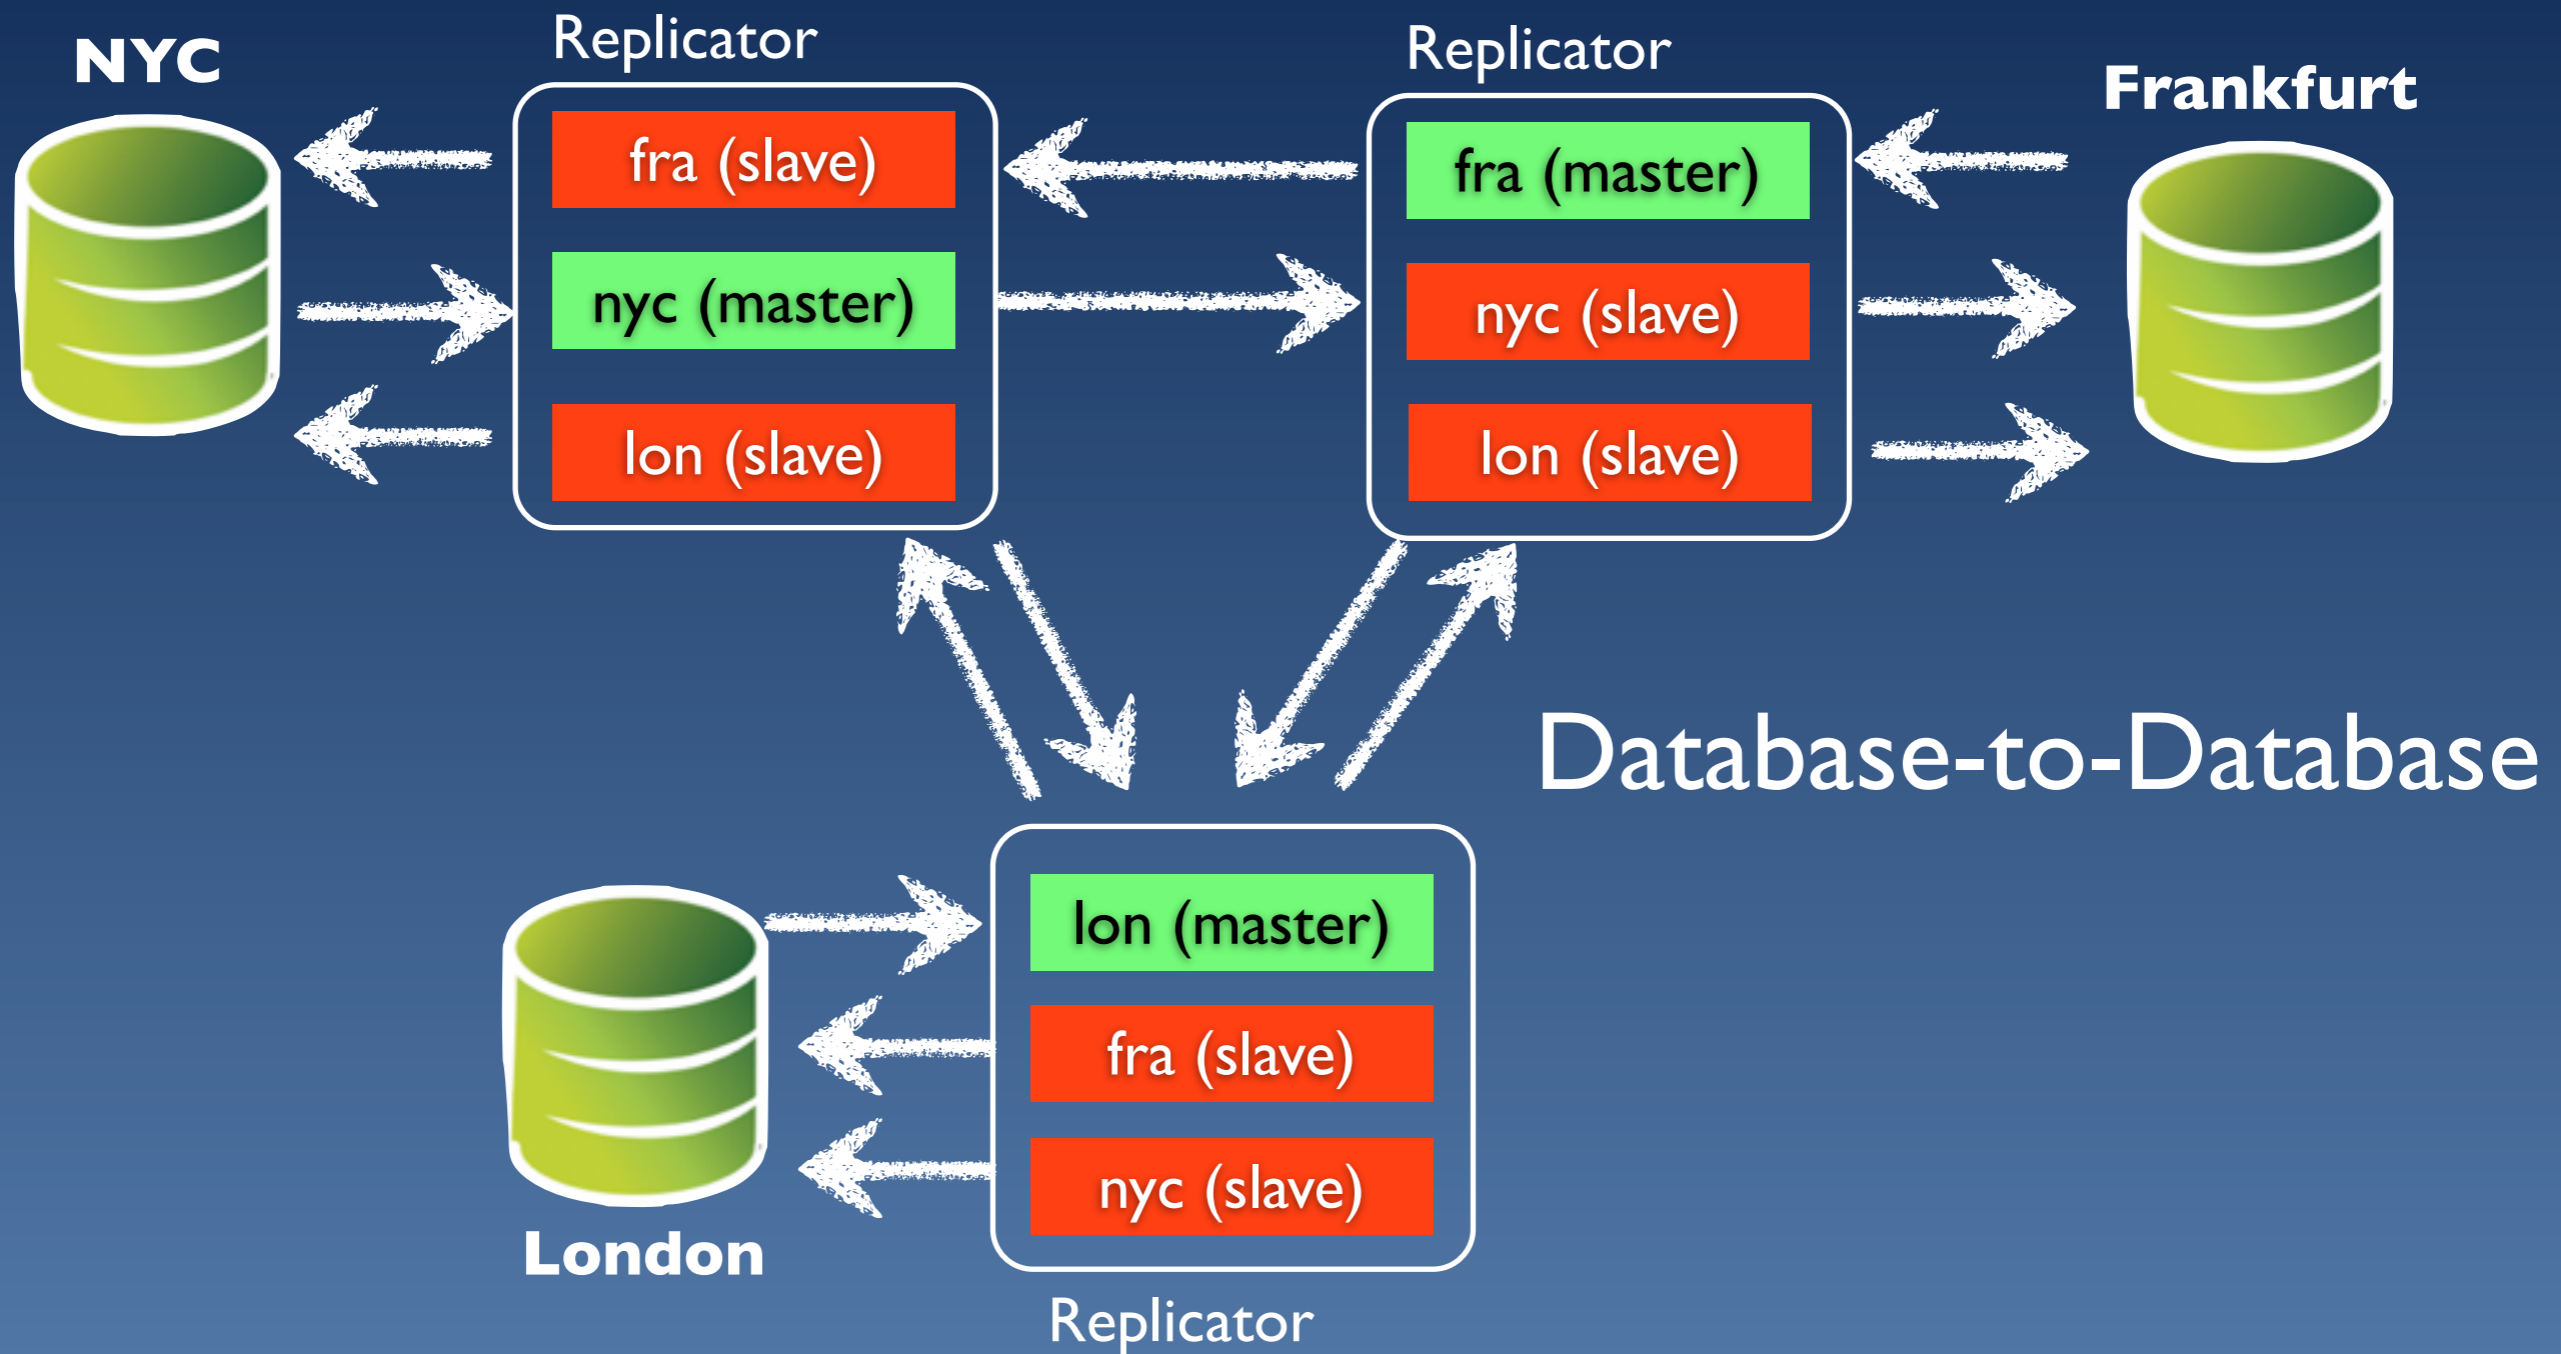 NYC
Replicator
fra (slave)
nyc (master)
lon (slave)
Replicator
fra (master)
nyc (slave)
lon (slave)
Frankfurt
Database-to-Database
lon (master)
fra (slave)
nyc (slave)
London
Replicator